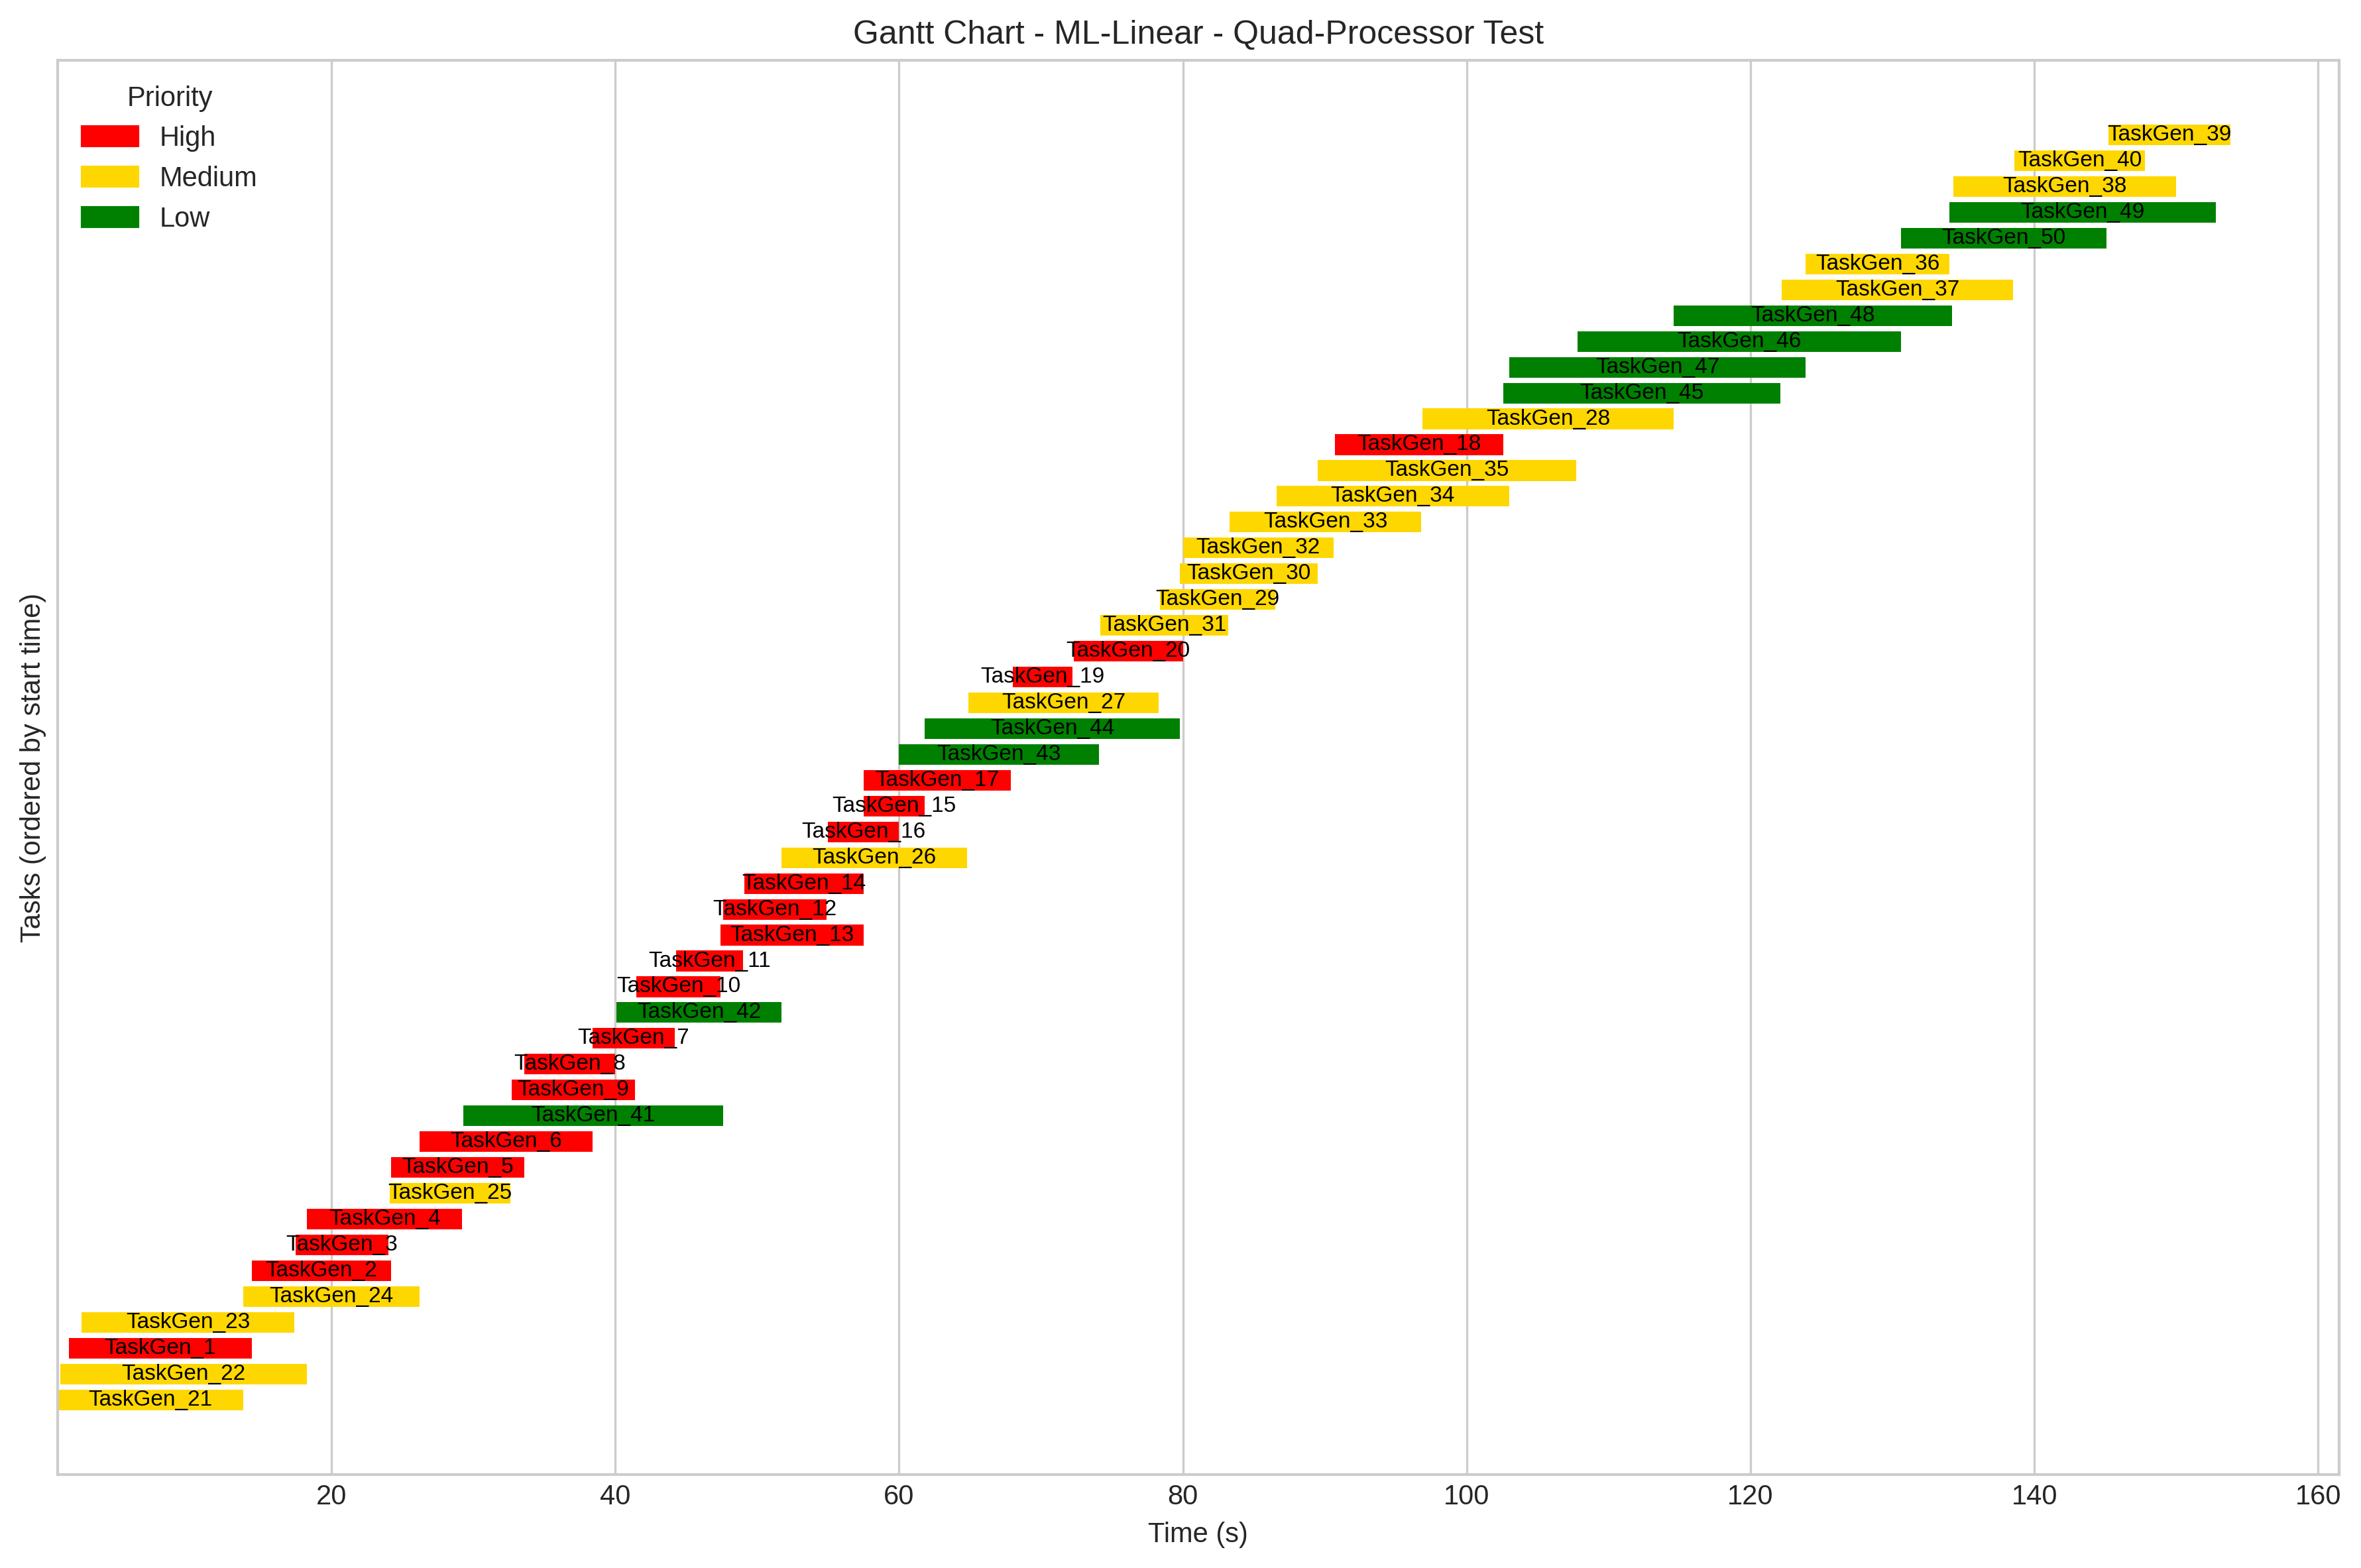 Gantt Chart - ML-Linear - Quad-Processor Test
Priority
High
Medium
Low
TaskGen_39
TaskGen_40
TaskGen_38
TaskGen_49
TaskGen_50
TaskGen_36
TaskGen_37
TaskGen_48
TaskGen_46
TaskGen_47
TaskGen_45
TaskGen_28
TaskGen_18
TaskGen_35
TaskGen_34
TaskGen_33
TaskGen_32
TaskGen_30
TaskGen_29
TaskGen_31
TaskGen_20
TaskGen_19
TaskGen_27
TaskGen_44
TaskGen_43
TaskGen_17
TaskGen_15
TaskGen_16
TaskGen_26
TaskGen_14
TaskGen_12
TaskGen_13
TaskGen_11
TaskGen_10
TaskGen_42
TaskGen_7
TaskGen_8
TaskGen_9
TaskGen_41
TaskGen_6
TaskGen_5
TaskGen_25
TaskGen_4
TaskGen_3
TaskGen_2
TaskGen_24
TaskGen_23
TaskGen_1
TaskGen_22
TaskGen_21
Tasks (ordered by start time)
20 40 60 80 100 120 140 160
Time (s)